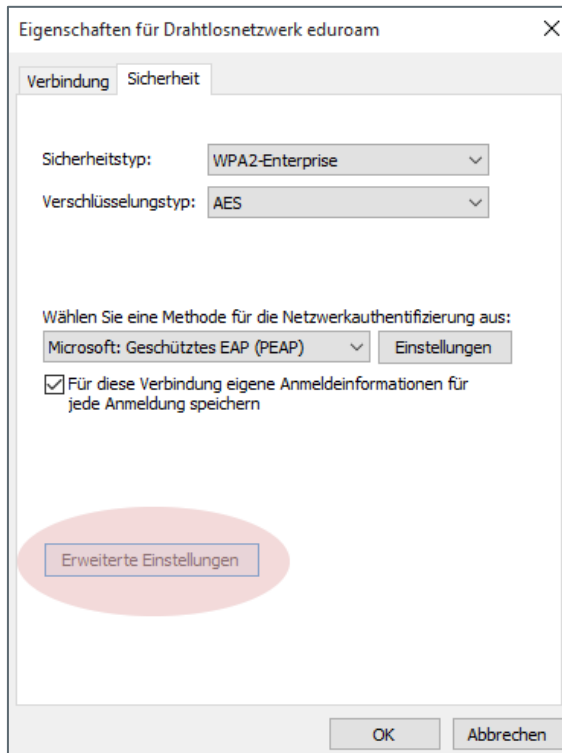 Eigenschaften für Drahtlosnetzwerk eduroam
Verbindung Sicherheit
Sicherheitstyp: WPA2-Enterprise
Verschlüsselungstyp: AES
Wählen Sie eine Methode für die Netzwerkauthentifizierung aus:
Microsoft: Geschütztes EAP (PEAP) Einstellungen
Für diese Verbindung eigene Anmeldeinformationen für
jede Anmeldung speichern
Erweiterte Einstellungen
OK Abbrechen